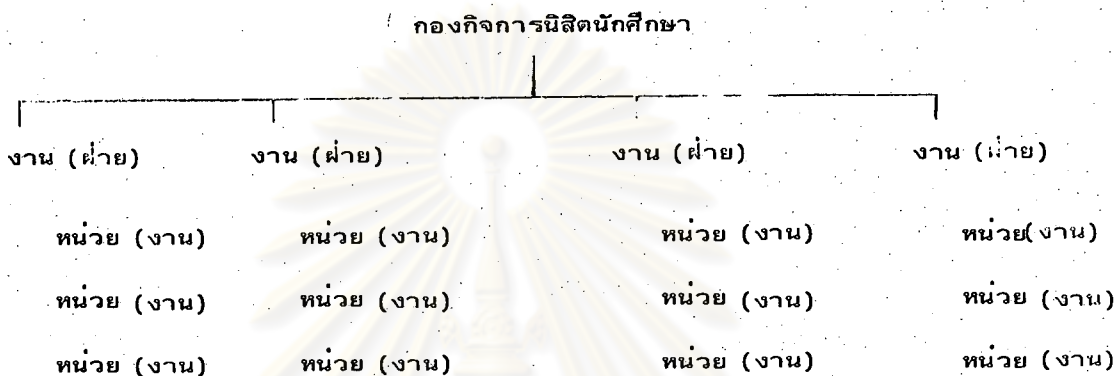 กองกิจการนิสิตนักศึกษา
งาน (ฝ่าย) งาน (ฝ่าย) งาน (ฝ่าย) งาน (ฝ่าย)
หน่วย (งาน) หน่วย (งาน) หน่วย (งาน) หน่วย(งาน)
หน่วย (งาน) หน่วย (งาน) หน่วย (งาน) หน่วย (งาน)
หน่วย (งาน) หน่วย (งาน) หน่วย (งาน) หน่วย (งาน)